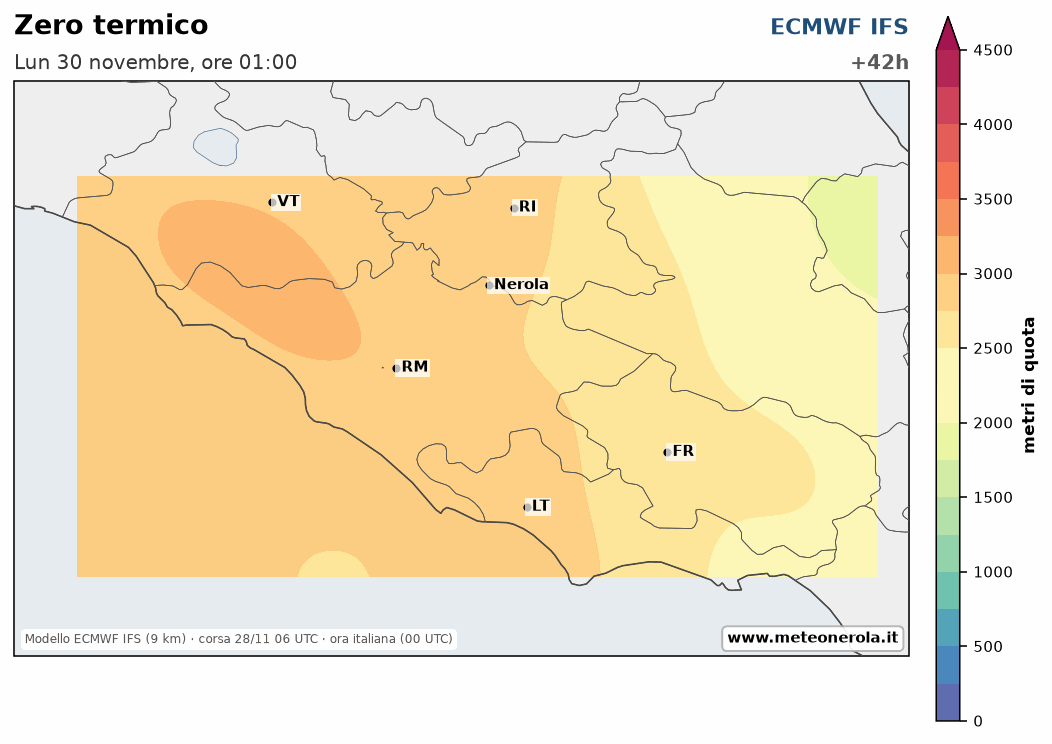 Zero termico
ECMWF IFS
Lun 30 novembre, ore 01:00
+42h
4500
4000
3500
3000
2500
2000
1500
1000
500
0
metri di quota
VT
RI
Nerola
RM
FR
LT
Modello ECMWF IFS (9 km) · corsa 28/11 06 UTC · ora italiana (00 UTC)
www.meteonerola.it